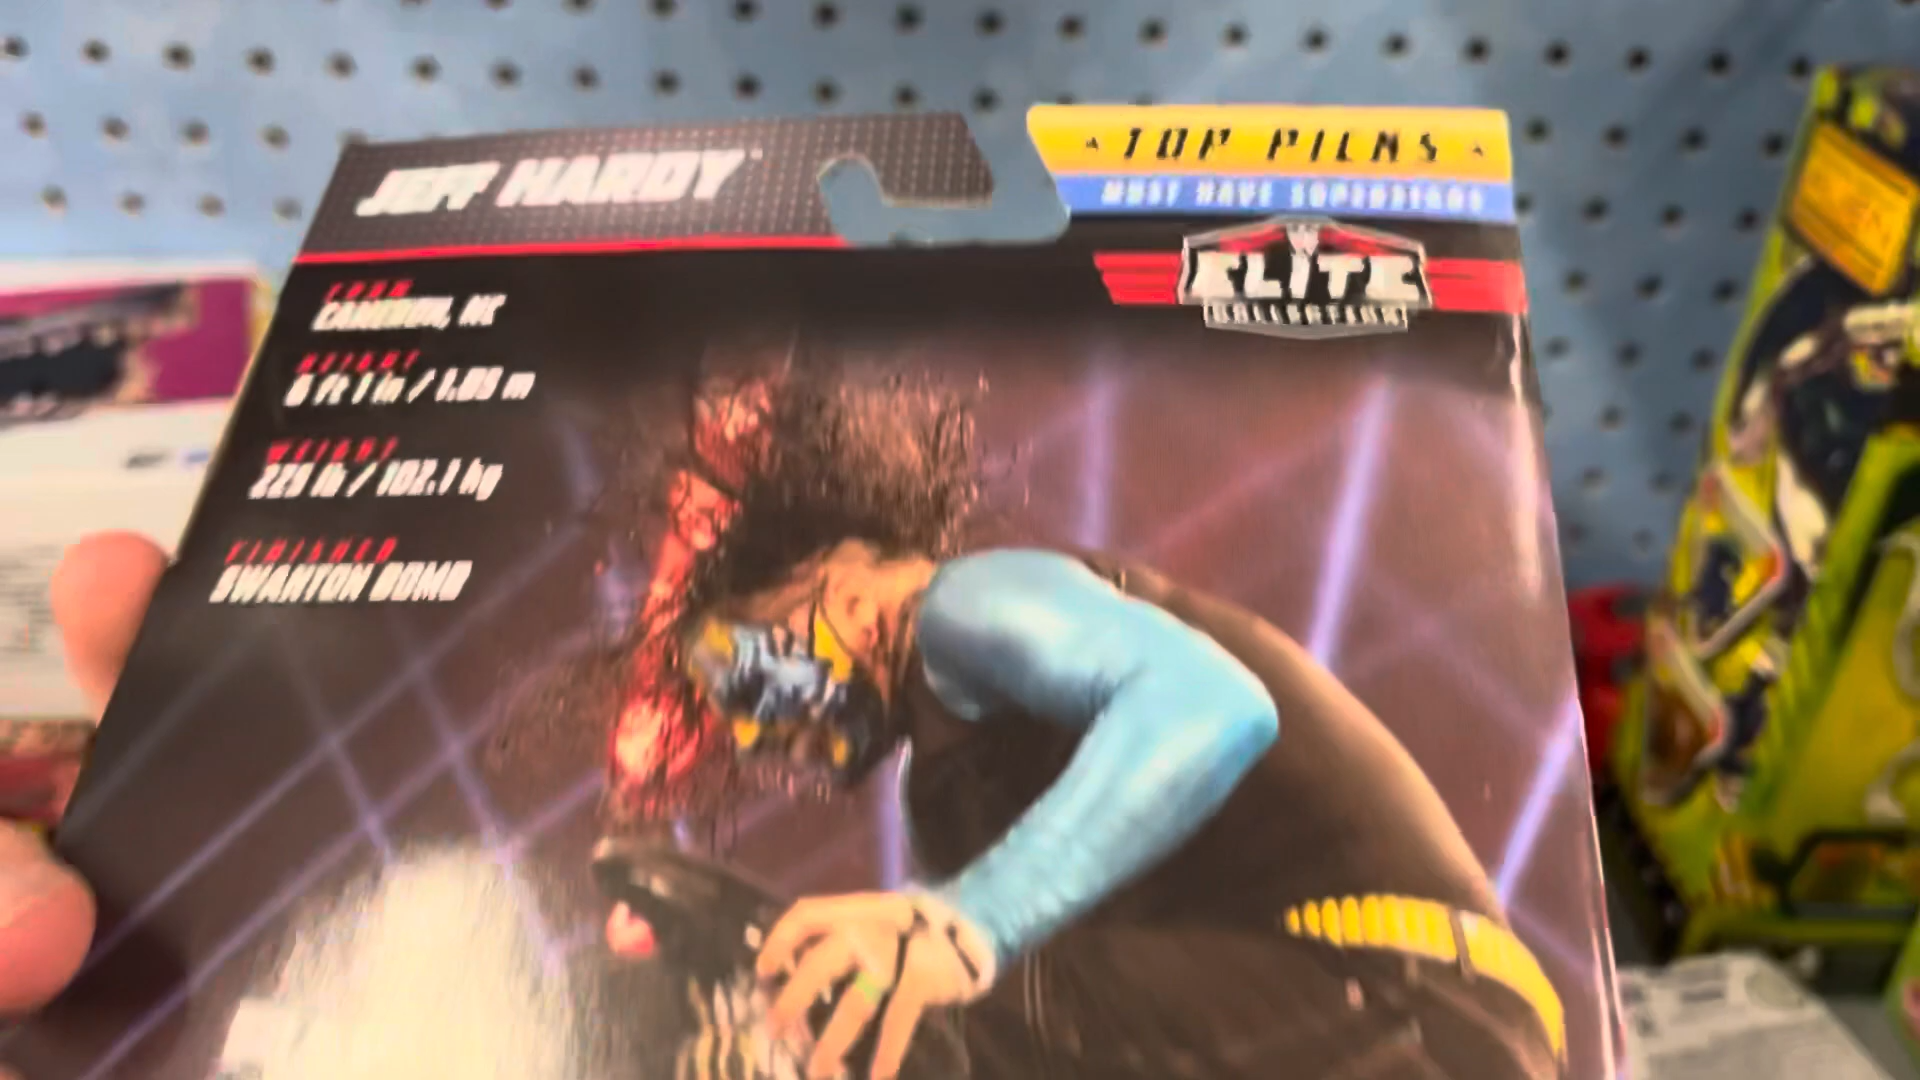 JEFF HARDY
TOP PICKS
MUST HAVE SUPERSTARS
ELITE
COLLECTION
FROM
CAMERON, NC
HEIGHT
6 ft 1 in / 1.85 m
WEIGHT
225 lb / 102.1 kg
FINISHER
SWANTON BOMB